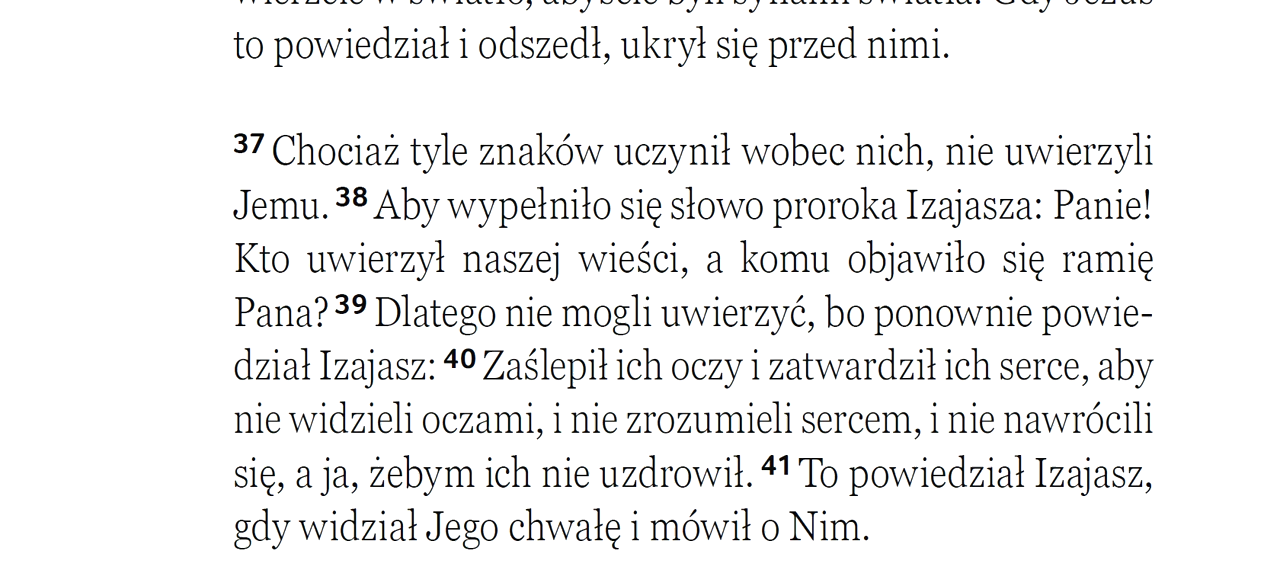 to powiedział i odszedł, ukrył się przed nimi.
37 Chociaż tyle znaków uczynił wobec nich, nie uwierzyli
Jemu. 38 Aby wypełniło się słowo proroka Izajasza: Panie!
Kto uwierzył naszej wieści, a komu objawiło się ramię
Pana? 39 Dlatego nie mogli uwierzyć, bo ponownie powie-
dział Izajasz: 40 Zaślepił ich oczy i zatwardził ich serce, aby
nie widzieli oczami, i nie zrozumieli sercem, i nie nawrócili
się, a ja, żebym ich nie uzdrowił. 41 To powiedział Izajasz,
gdy widział Jego chwałę i mówił o Nim.